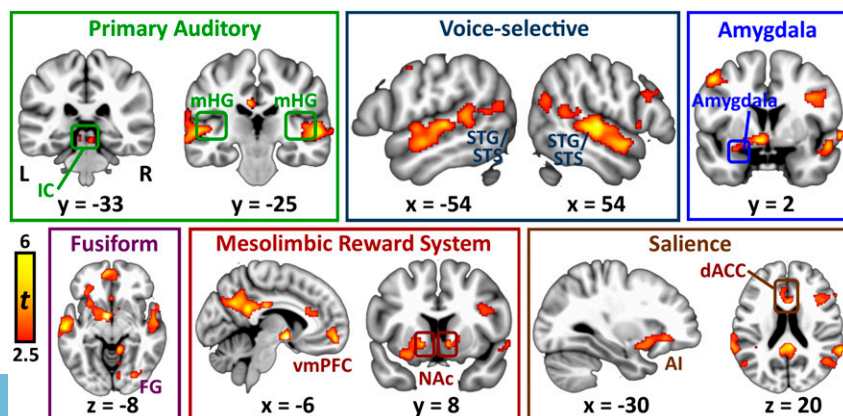 Primary Auditory
mHG mHG
IC
L R
y = -33 y = -25
Voice-selective
STG/
STS
STG/
STS
x = -54 x = 54
Amygdala
Amygdala
y = 2
6
t
2.5
Fusiform
FG
z = -8
Mesolimbic Reward System
vmPFC
NAc
x = -6 y = 8
Salience
dACC
AI
x = -30 z = 20